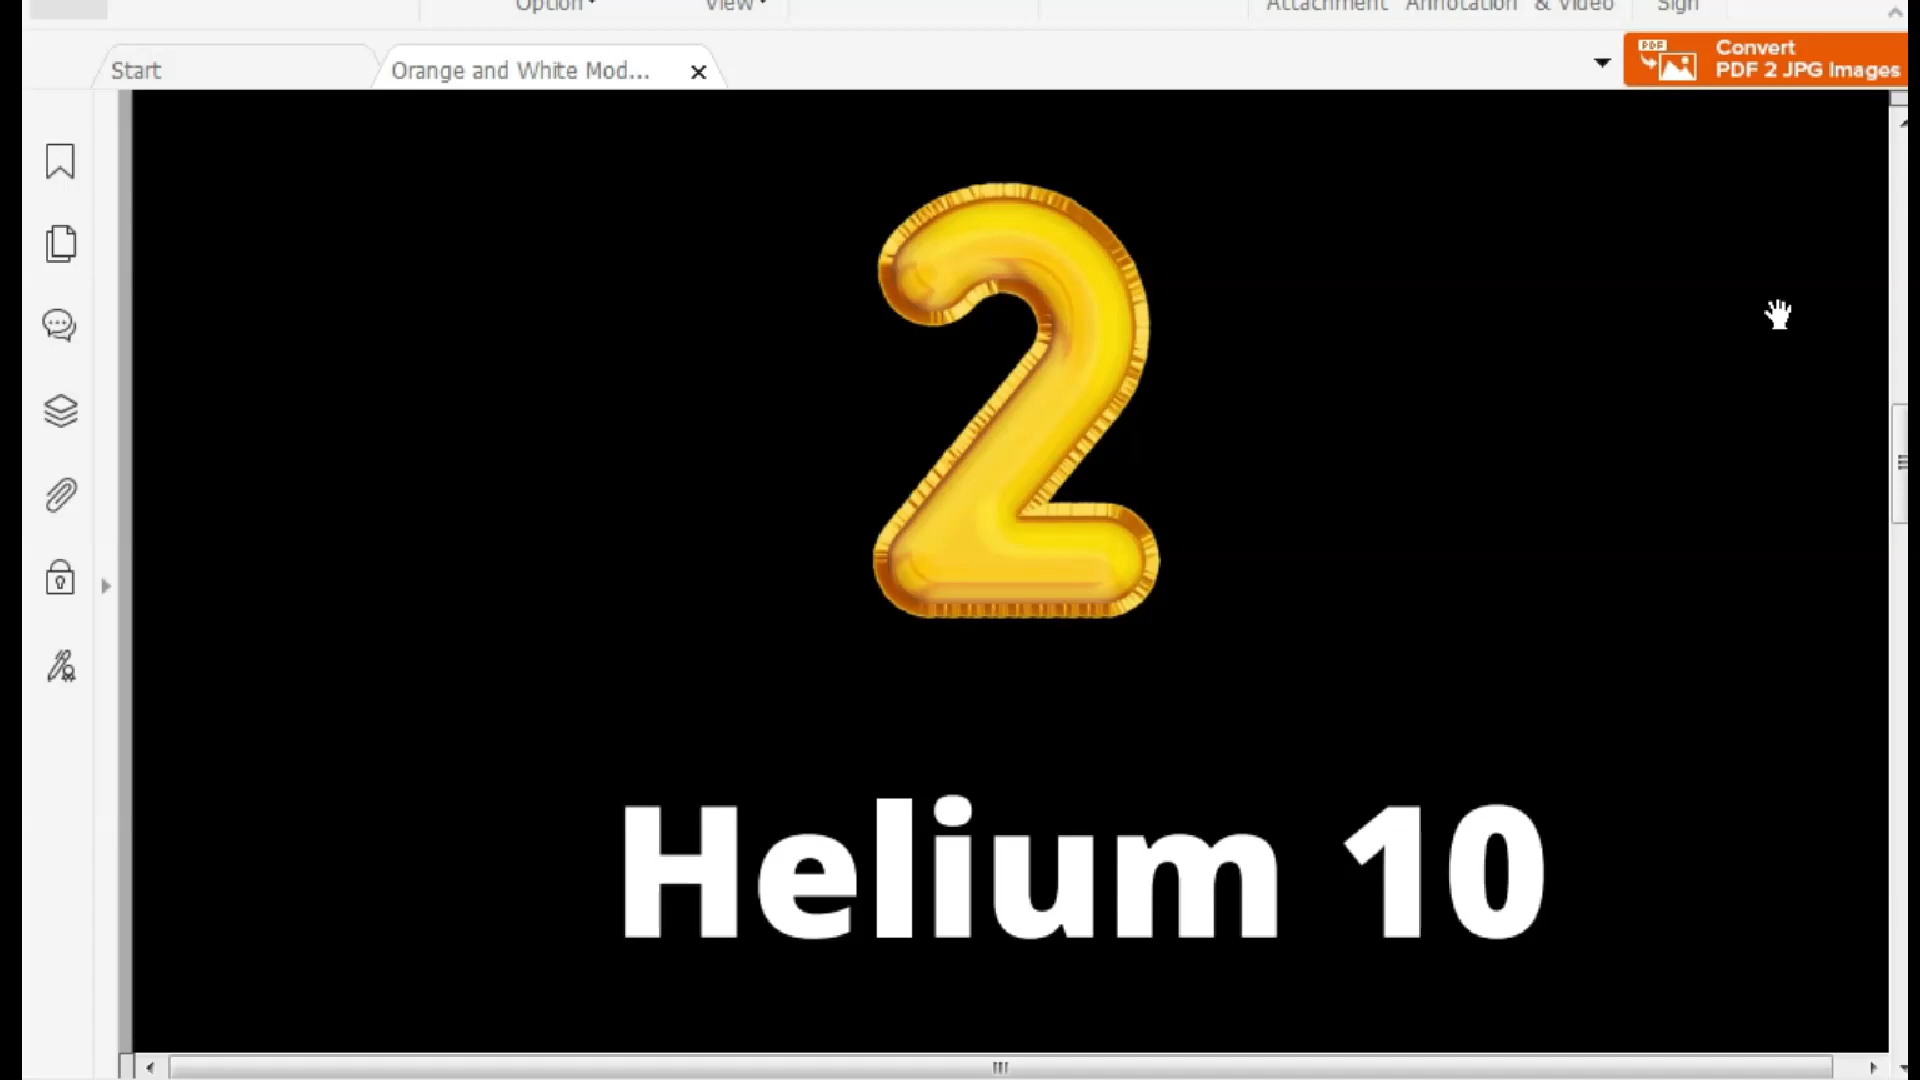 Option View Attachment Annotation & Video Sign
Start
Orange and White Mod...
PDF
Convert
PDF 2 JPG Images
2
Helium 10